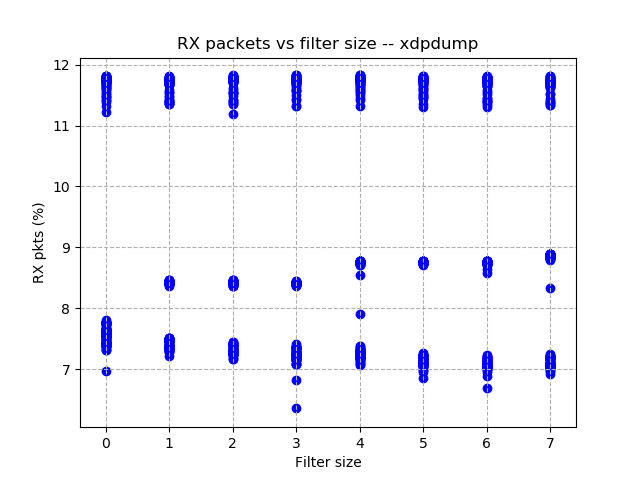 RX packets vs filter size -- xdpdump
12
11
10
9
8
7
RX pkts (%)
0 1 2 3 4 5 6 7
Filter size